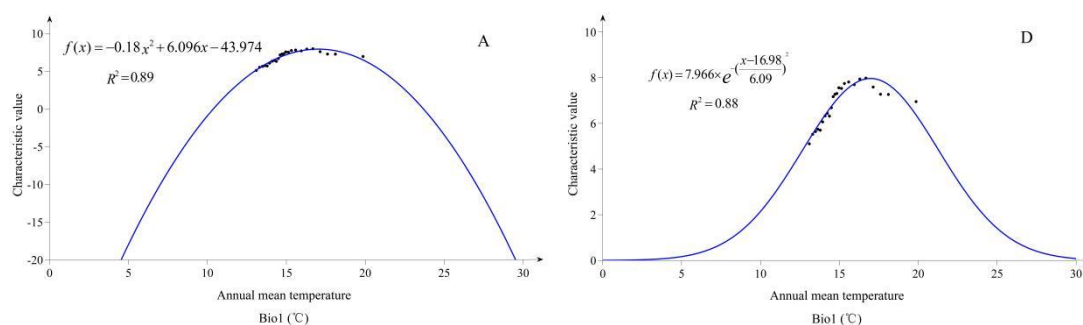 A
f(x) = −0.18x² + 6.096x − 43.974
R² = 0.89
Characteristic value
10
5
0
-5
-10
-15
-20
0 5 10 15 20 25 30
Annual mean temperature
Bio1 (℃)
D
f(x) = 7.966 × e^-((x−16.98)/6.09)²
R² = 0.88
Characteristic value
10
8
6
4
2
0
0 5 10 15 20 25 30
Annual mean temperature
Bio1 (℃)